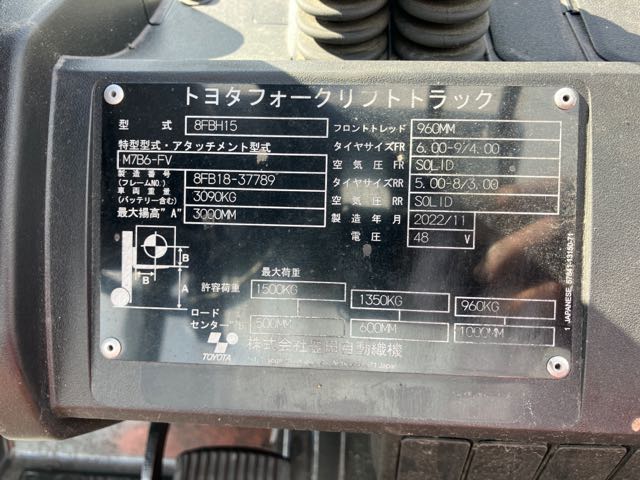 トヨタフォークリフトトラック
型式 8FBH15 フロントトレッド 960MM
特型型式・アタッチメント型式 タイヤサイズFR 6.00-9/4.00
M7B6-FV 空気圧FR SOLID
製造番号(フレームNO.) 8FB18-37789 タイヤサイズRR 5.00-8/3.00
車両重量(バッテリー含む) 3090KG 空気圧RR SOLID
最大揚高"A" 3000MM 製造年月 2022/11
電圧 48 V
B
B
A
最大荷重
許容荷重 1500KG 1350KG 960KG
ロードセンター"B" 500MM 600MM 1000MM
TOYOTA 株式会社豊田自動織機
1 JAPANESE 57841-13150-71